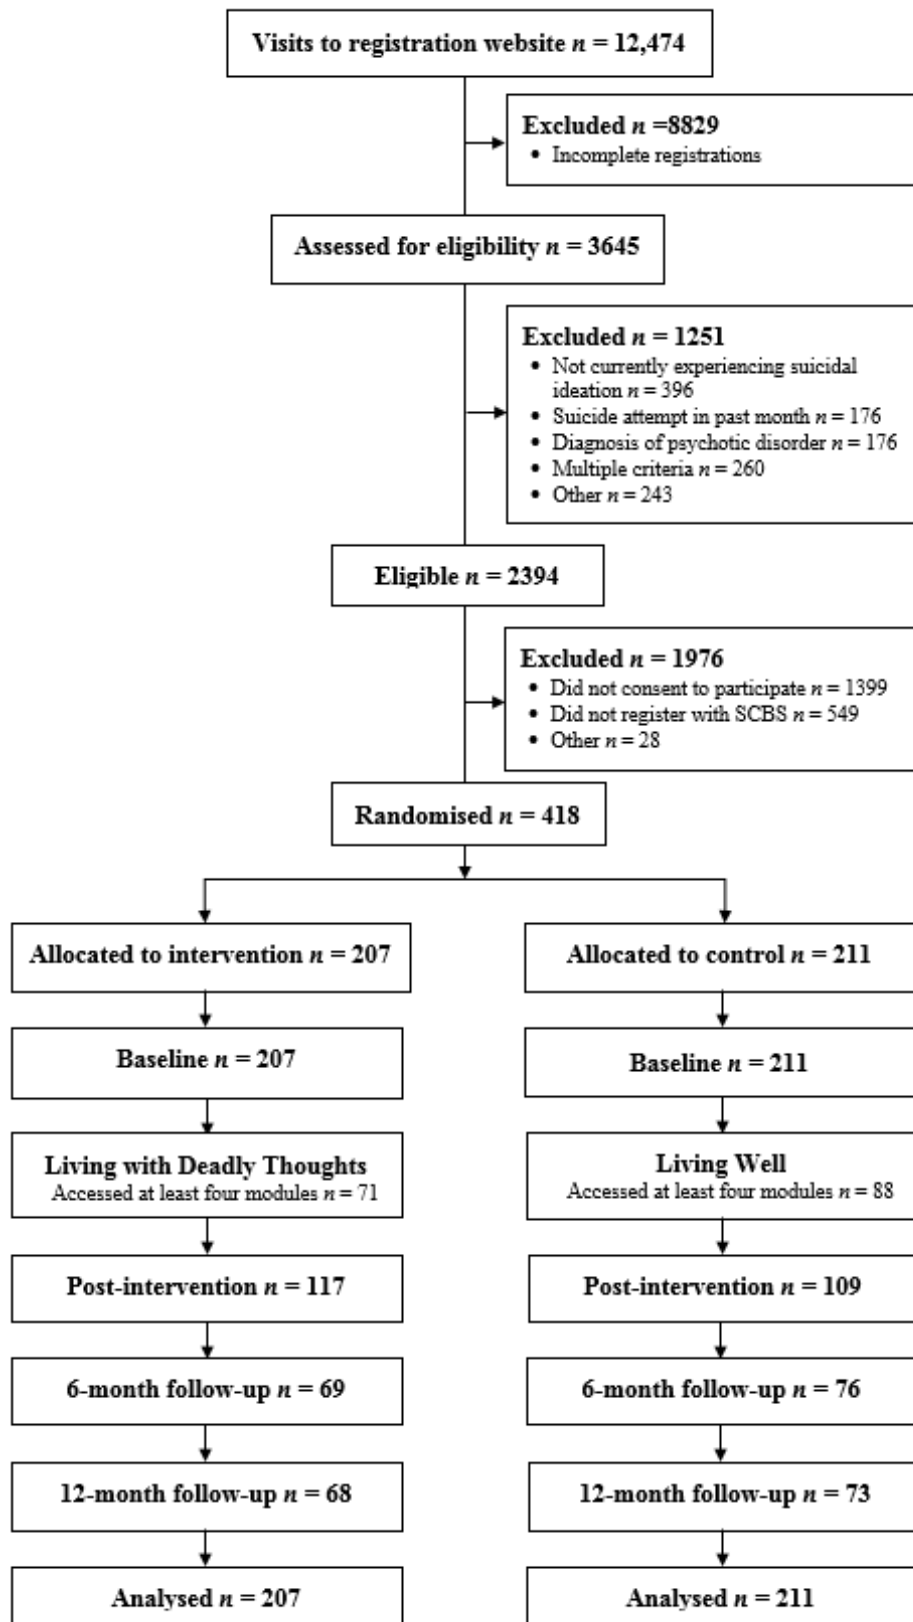 Visits to registration website n = 12,474
Excluded n =8829
• Incomplete registrations
Assessed for eligibility n = 3645
Excluded n = 1251
• Not currently experiencing suicidal
ideation n = 396
• Suicide attempt in past month n = 176
• Diagnosis of psychotic disorder n = 176
• Multiple criteria n = 260
• Other n = 243
Eligible n = 2394
Excluded n = 1976
• Did not consent to participate n = 1399
• Did not register with SCBS n = 549
• Other n = 28
Randomised n = 418
Allocated to intervention n = 207
Allocated to control n = 211
Baseline n = 207
Baseline n = 211
Living with Deadly Thoughts
Accessed at least four modules n = 71
Living Well
Accessed at least four modules n = 88
Post-intervention n = 117
Post-intervention n = 109
6-month follow-up n = 69
6-month follow-up n = 76
12-month follow-up n = 68
12-month follow-up n = 73
Analysed n = 207
Analysed n = 211